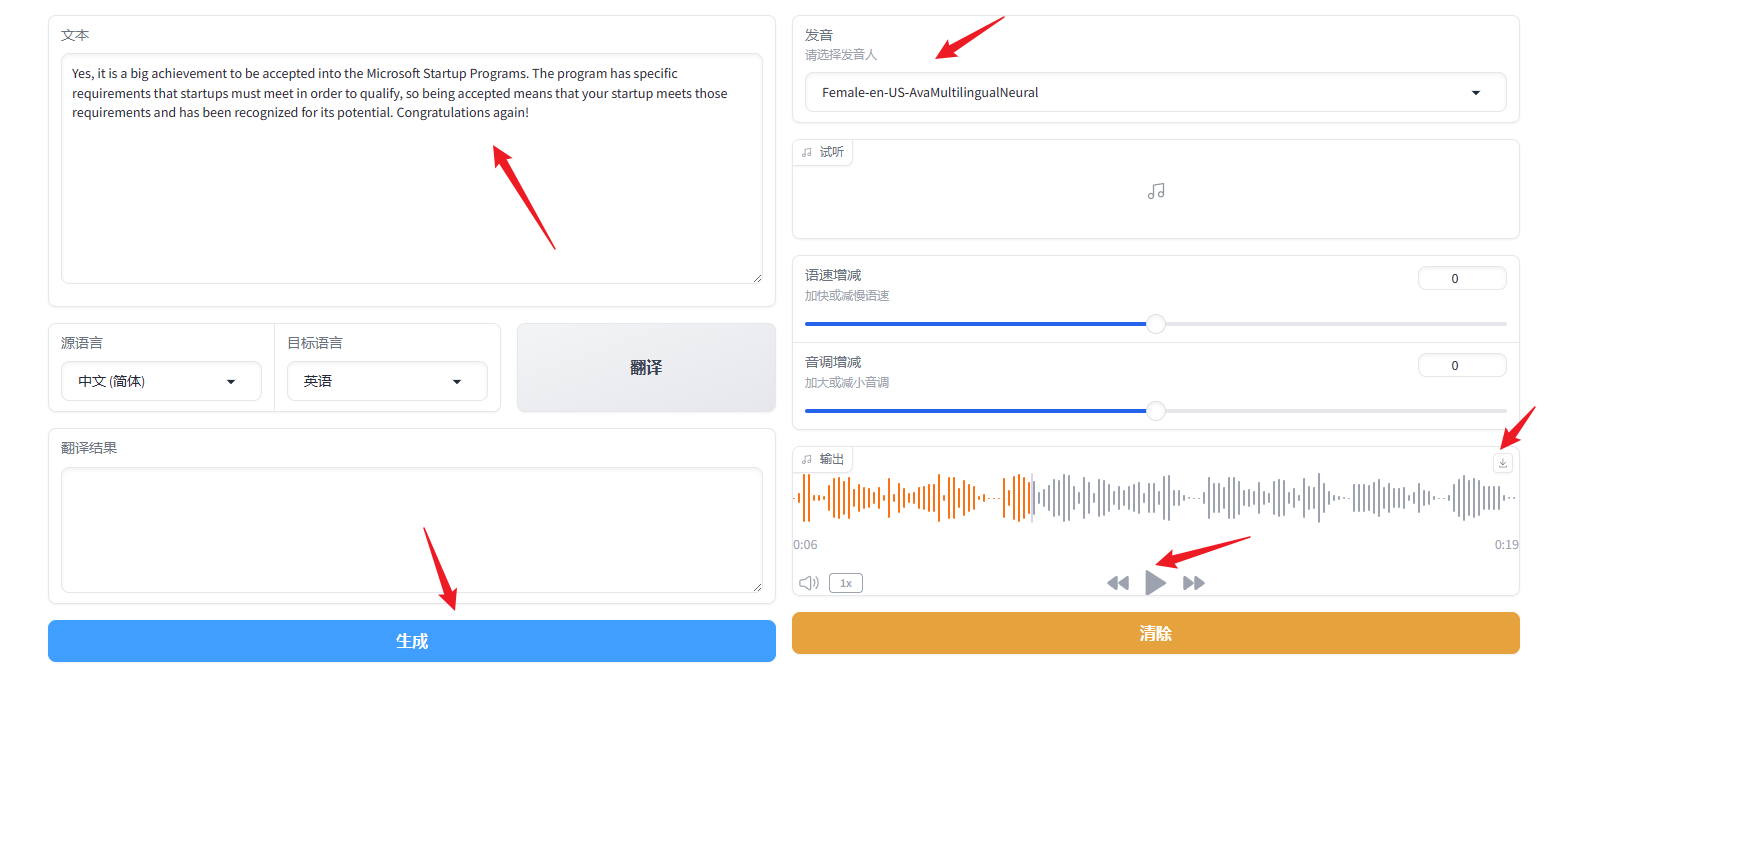 文本
Yes, it is a big achievement to be accepted into the Microsoft Startup Programs. The program has specific
requirements that startups must meet in order to qualify, so being accepted means that your startup meets those
requirements and has been recognized for its potential. Congratulations again!
源语言
中文 (简体)
目标语言
英语
翻译
翻译结果
生成
发音
请选择发音人
Female-en-US-AvaMultilingualNeural
试听
语速增减
0
加快或减慢语速
音调增减
0
加大或减小音调
输出
0:06
0:19
1x
清除